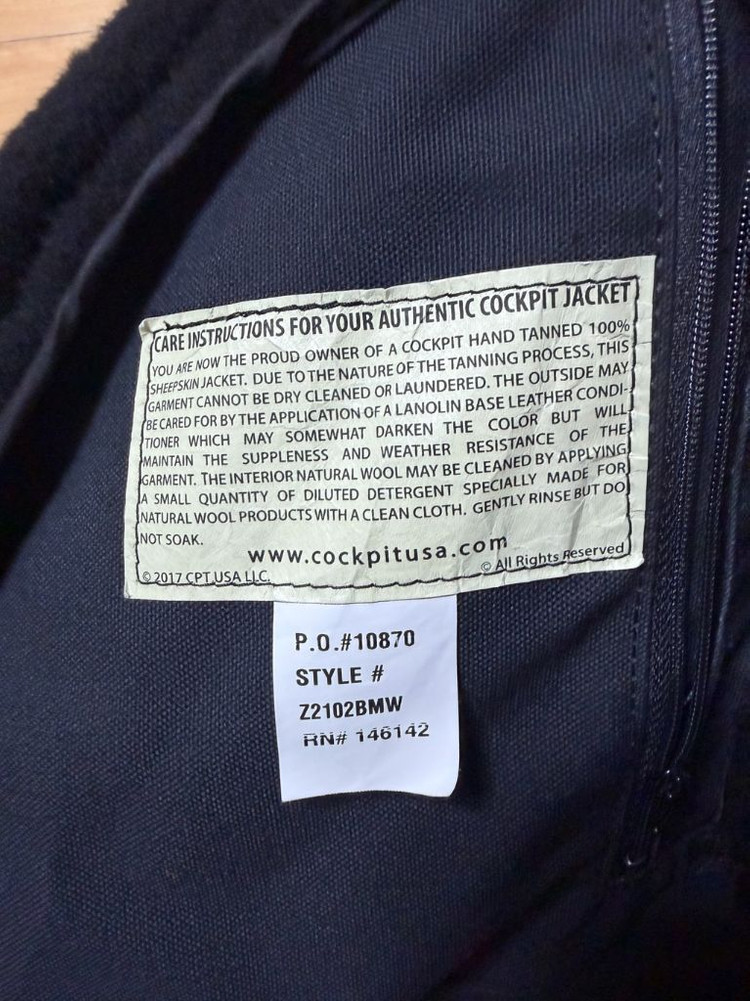 CARE INSTRUCTIONS FOR YOUR AUTHENTIC COCKPIT JACKET
YOU ARE NOW THE PROUD OWNER OF A COCKPIT HAND TANNED 100%
SHEEPSKIN JACKET. DUE TO THE NATURE OF THE TANNING PROCESS, THIS
GARMENT CANNOT BE DRY CLEANED OR LAUNDERED. THE OUTSIDE MAY
BE CARED FOR BY THE APPLICATION OF A LANOLIN BASE LEATHER CONDI-
TIONER WHICH MAY SOMEWHAT DARKEN THE COLOR BUT WILL
MAINTAIN THE SUPPLENESS AND WEATHER RESISTANCE OF THE
GARMENT. THE INTERIOR NATURAL WOOL MAY BE CLEANED BY APPLYING
A SMALL QUANTITY OF DILUTED DETERGENT SPECIALLY MADE FOR
NATURAL WOOL PRODUCTS WITH A CLEAN CLOTH. GENTLY RINSE BUT DO
NOT SOAK.
www.cockpitusa.com
© 2017 CPT USA LLC. © All Rights Reserved
P.O.#10870
STYLE #
Z2102BMW
RN# 146142